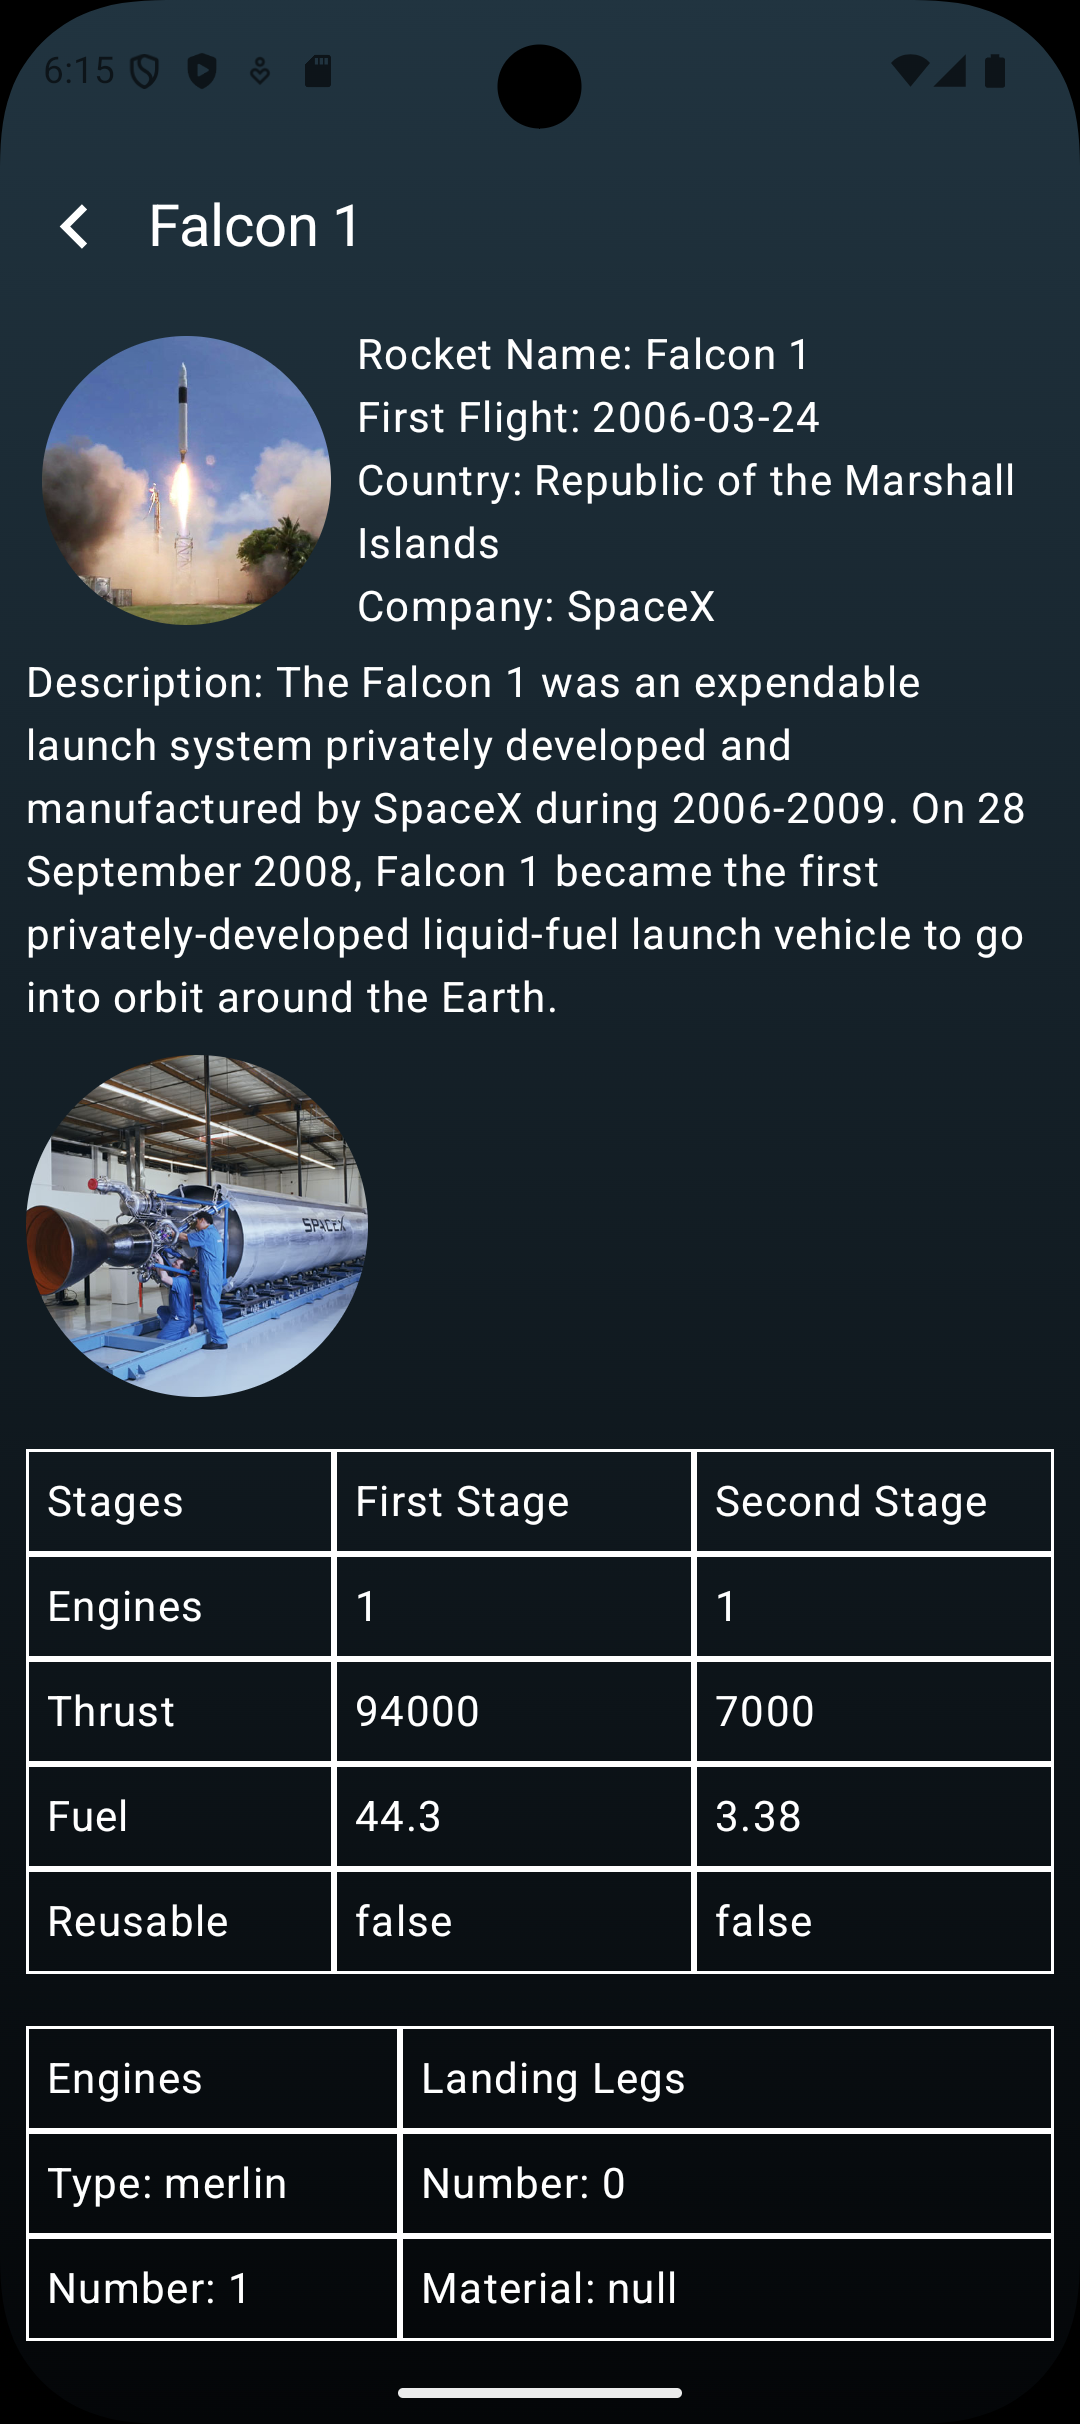 6:15
Falcon 1
Rocket Name: Falcon 1
First Flight: 2006-03-24
Country: Republic of the Marshall
Islands
Company: SpaceX
Description: The Falcon 1 was an expendable
launch system privately developed and
manufactured by SpaceX during 2006-2009. On 28
September 2008, Falcon 1 became the first
privately-developed liquid-fuel launch vehicle to go
into orbit around the Earth.
SPACEX
Stages First Stage Second Stage
Engines 1 1
Thrust 94000 7000
Fuel 44.3 3.38
Reusable false false
Engines Landing Legs
Type: merlin Number: 0
Number: 1 Material: null